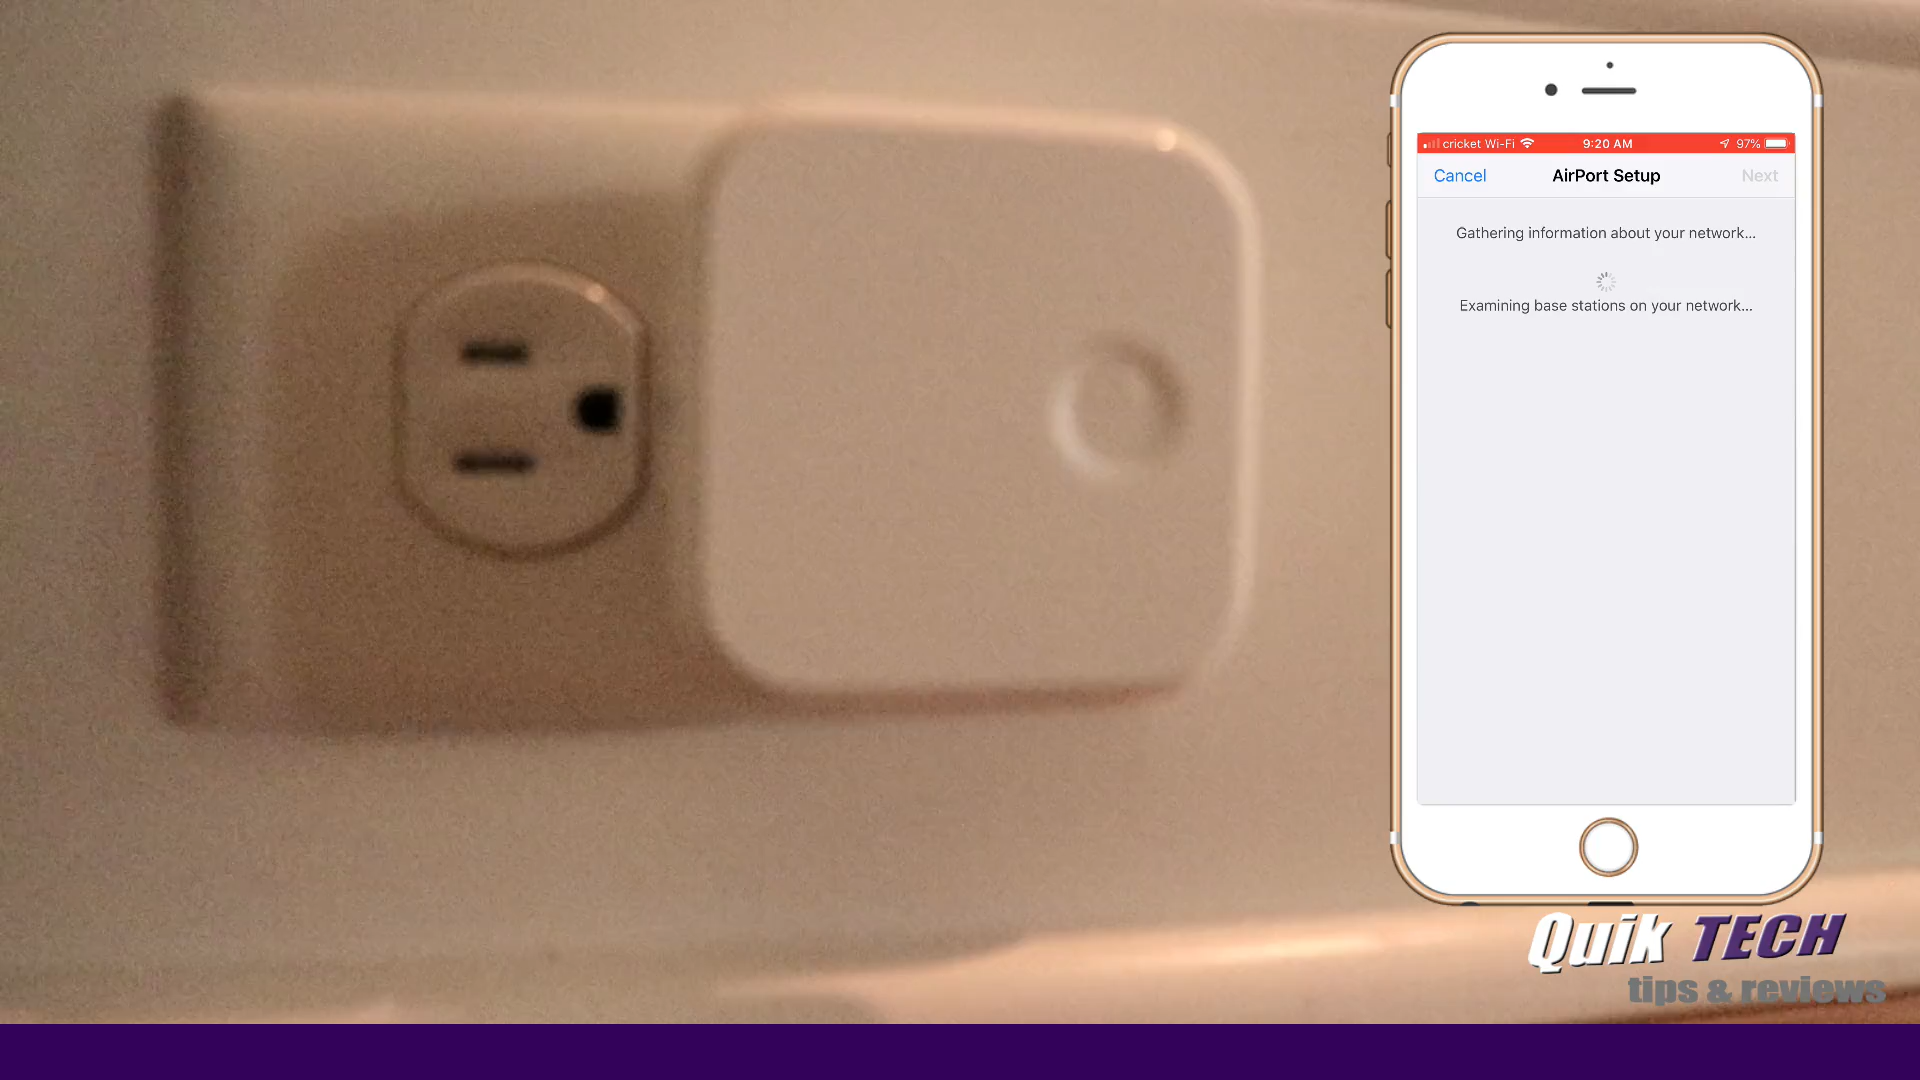 cricket Wi-Fi 9:20 AM 97%
Cancel AirPort Setup Next
Gathering information about your network...
Examining base stations on your network...
Quik TECH
tips & reviews